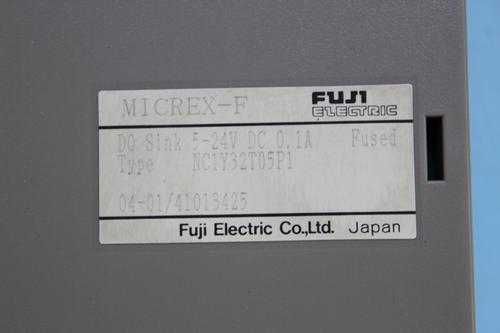 MICREX-F FUJI
ELECTRIC
DO Sink 5-24V DC 0.1A Fused
Type NC1Y32T05P1
04-01/41013425
Fuji Electric Co.,Ltd. Japan